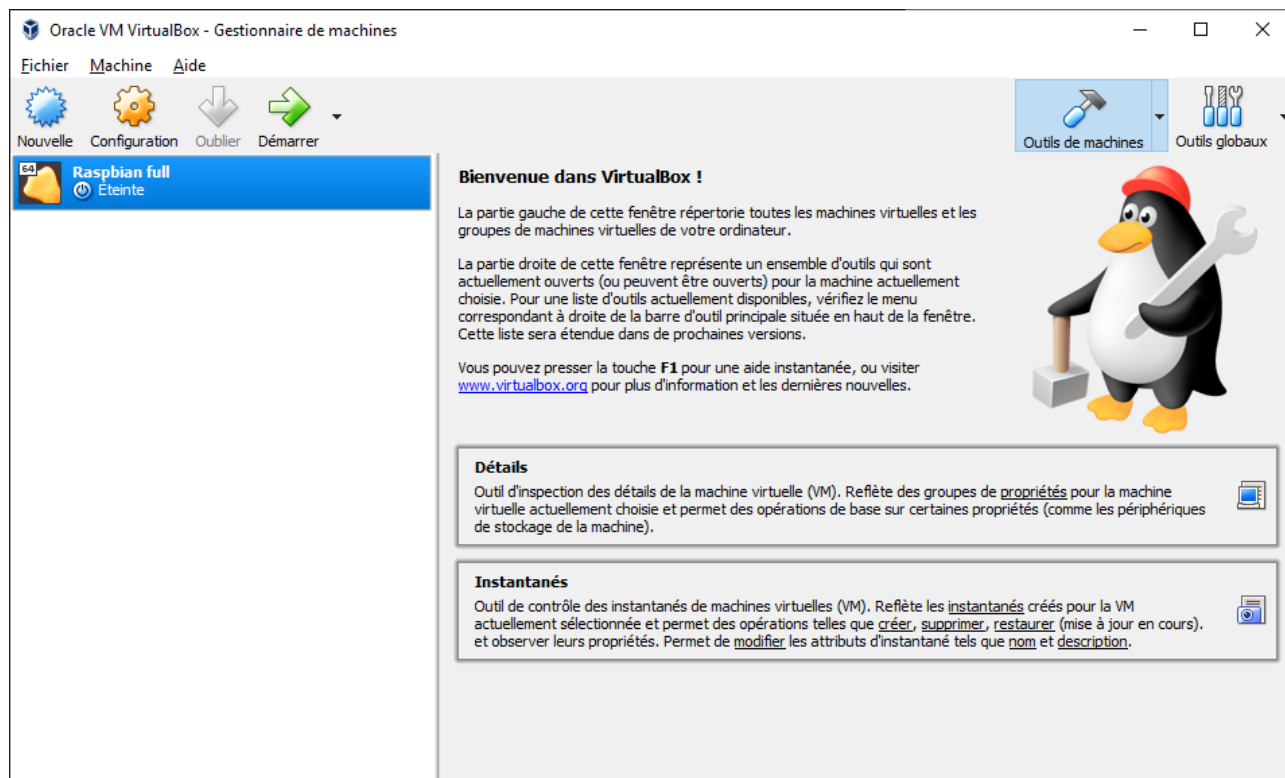 Oracle VM VirtualBox - Gestionnaire de machines
Fichier Machine Aide
Nouvelle Configuration Oublier Démarrer
Outils de machines Outils globaux
64
Raspbian full
Éteinte
Bienvenue dans VirtualBox !
La partie gauche de cette fenêtre répertorie toutes les machines virtuelles et les
groupes de machines virtuelles de votre ordinateur.
La partie droite de cette fenêtre représente un ensemble d'outils qui sont
actuellement ouverts (ou peuvent être ouverts) pour la machine actuellement
choisie. Pour une liste d'outils actuellement disponibles, vérifiez le menu
correspondant à droite de la barre d'outil principale située en haut de la fenêtre.
Cette liste sera étendue dans de prochaines versions.
Vous pouvez presser la touche F1 pour une aide instantanée, ou visiter
www.virtualbox.org pour plus d'information et les dernières nouvelles.
Détails
Outil d'inspection des détails de la machine virtuelle (VM). Reflète des groupes de propriétés pour la machine
virtuelle actuellement choisie et permet des opérations de base sur certaines propriétés (comme les périphériques
de stockage de la machine).
Instantanés
Outil de contrôle des instantanés de machines virtuelles (VM). Reflète les instantanés créés pour la VM
actuellement sélectionnée et permet des opérations telles que créer, supprimer, restaurer (mise à jour en cours).
et observer leurs propriétés. Permet de modifier les attributs d'instantané tels que nom et description.